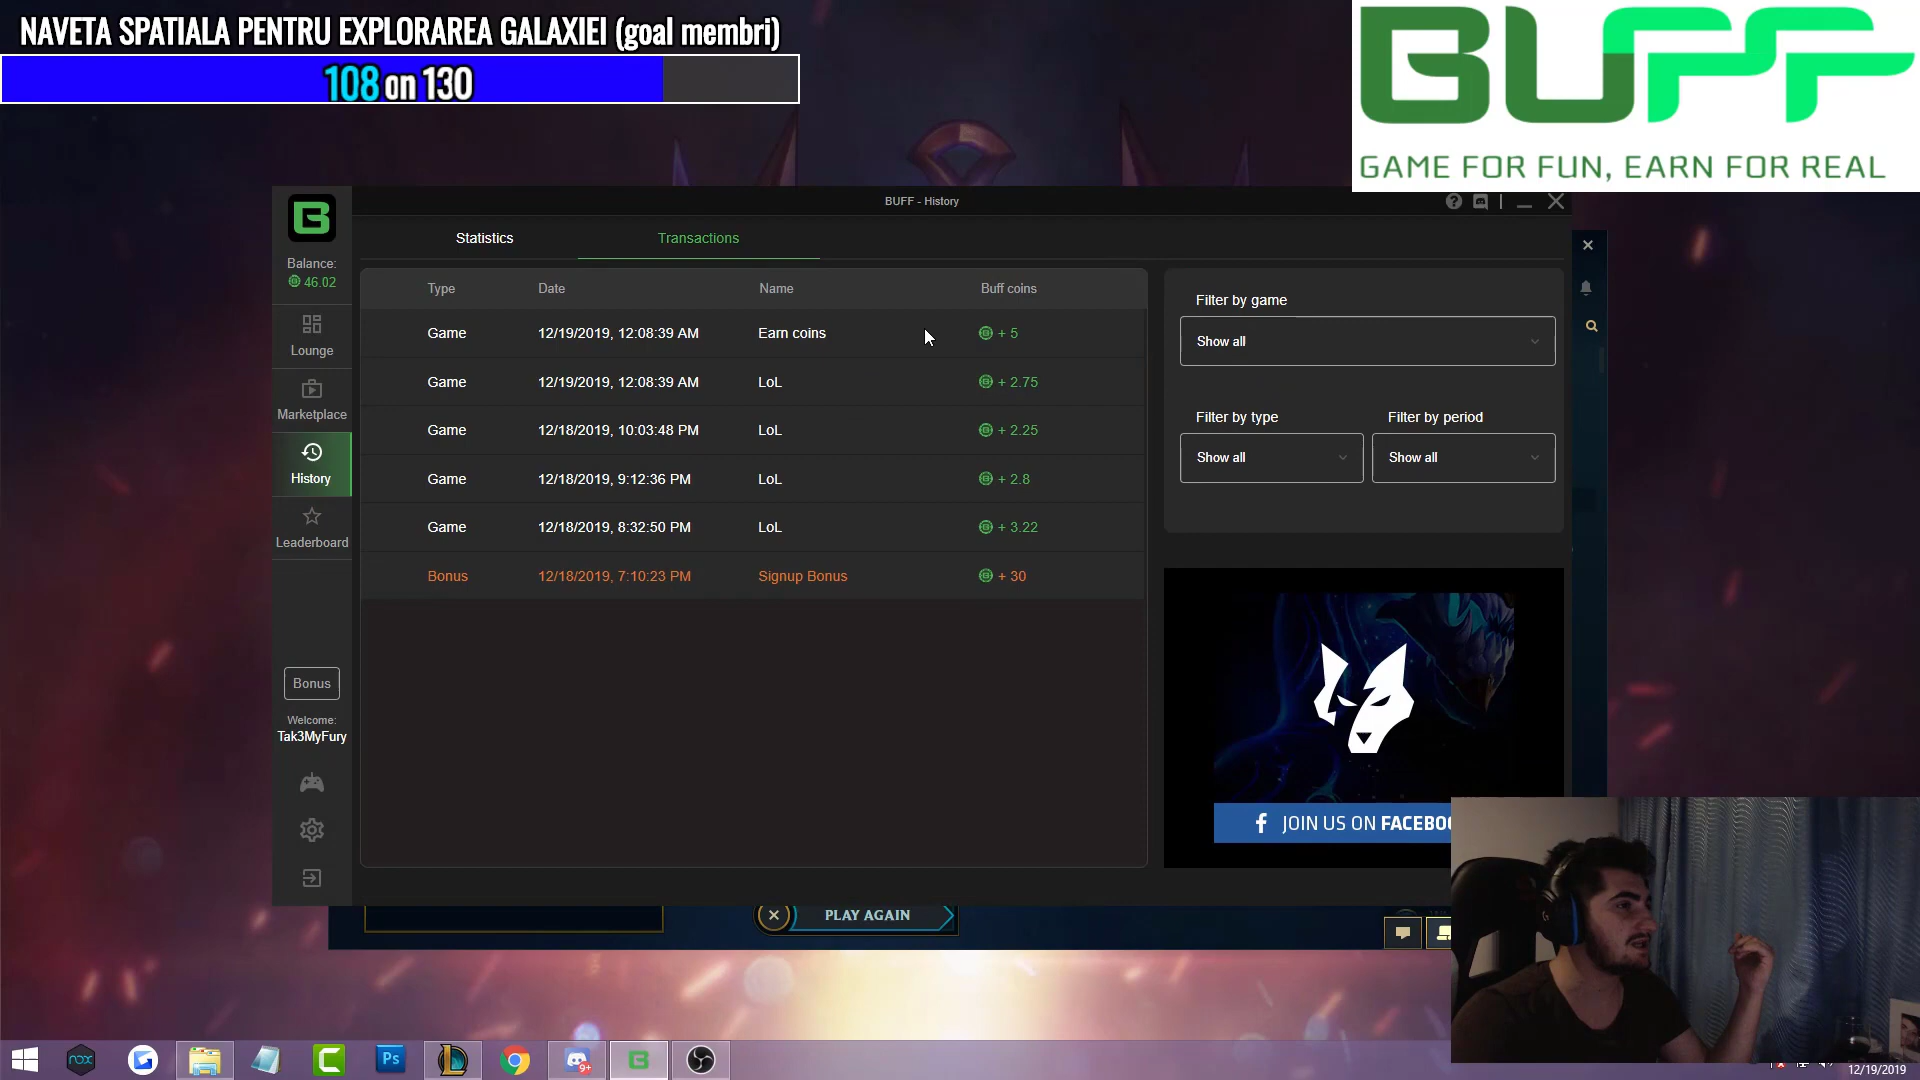 NAVETA SPATIALA PENTRU EXPLORAREA GALAXIEI (goal membri)
108 on 130
BUFF
GAME FOR FUN, EARN FOR REAL
BUFF - History
Balance:
46.02
Lounge
Marketplace
History
Leaderboard
Bonus
Welcome:
Tak3MyFury
Statistics
Transactions
Type Date Name Buff coins
Game 12/19/2019, 12:08:39 AM Earn coins + 5
Game 12/19/2019, 12:08:39 AM LoL + 2.75
Game 12/18/2019, 10:03:48 PM LoL + 2.25
Game 12/18/2019, 9:12:36 PM LoL + 2.8
Game 12/18/2019, 8:32:50 PM LoL + 3.22
Bonus 12/18/2019, 7:10:23 PM Signup Bonus + 30
Filter by game
Show all
Filter by type Filter by period
Show all Show all
JOIN US ON FACEBOO
PLAY AGAIN
nox
Ps
9+
12/19/2019